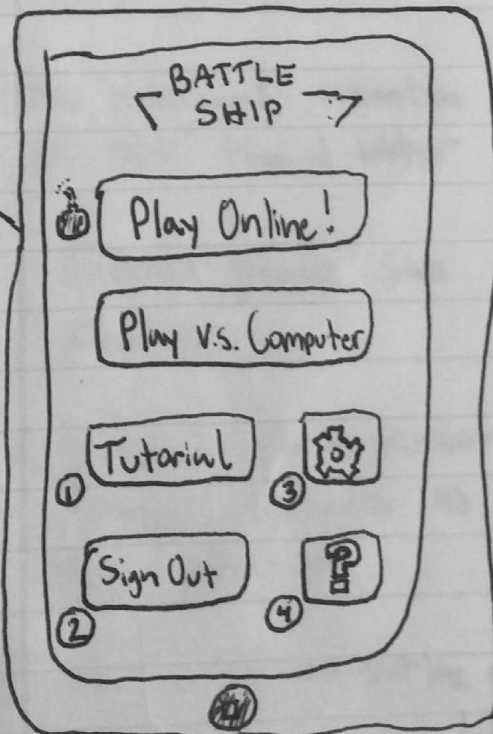 BATTLE
SHIP
Play Online!
Play v.s. Computer
Tutorial
1
3
Sign Out
?
2
4